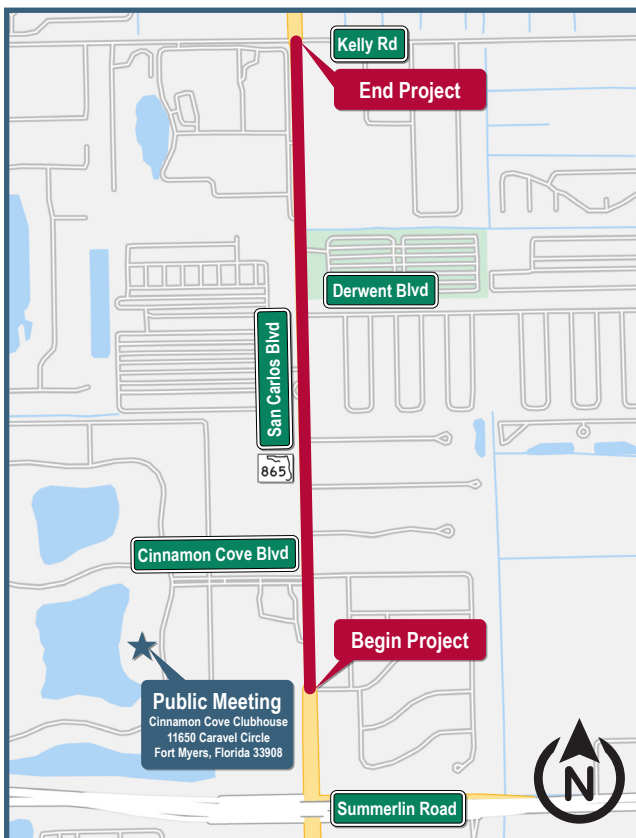 Kelly Rd
End Project
Derwent Blvd
San Carlos Blvd
865
Cinnamon Cove Blvd
Begin Project
Public Meeting
Cinnamon Cove Clubhouse
11650 Caravel Circle
Fort Myers, Florida 33908
Summerlin Road
N